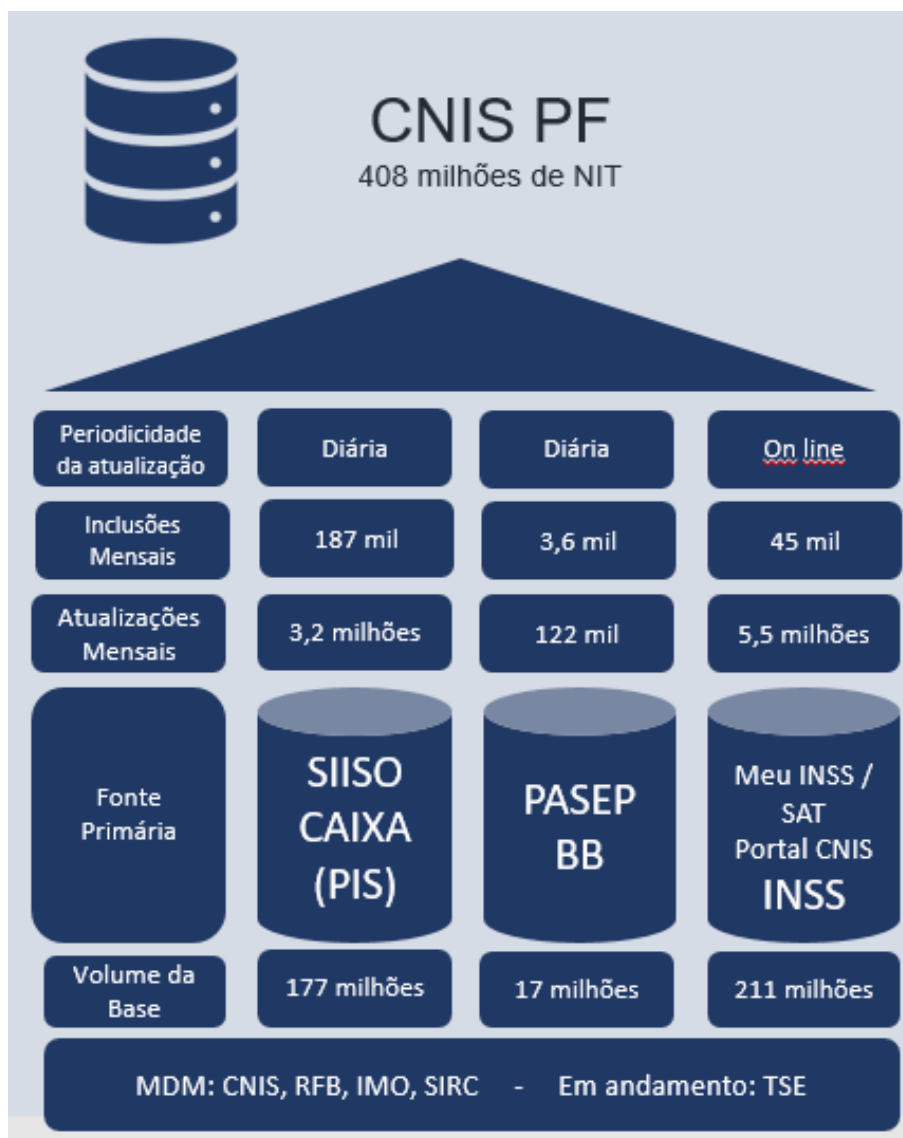 CNIS PF
408 milhões de NIT
Periodicidade
da atualização
Diária
Diária
On line
Inclusões
Mensais
187 mil
3,6 mil
45 mil
Atualizações
Mensais
3,2 milhões
122 mil
5,5 milhões
Fonte
Primária
SIISO
CAIXA
(PIS)
PASEP
BB
Meu INSS /
SAT
Portal CNIS
INSS
Volume da
Base
177 milhões
17 milhões
211 milhões
MDM: CNIS, RFB, IMO, SIRC - Em andamento: TSE